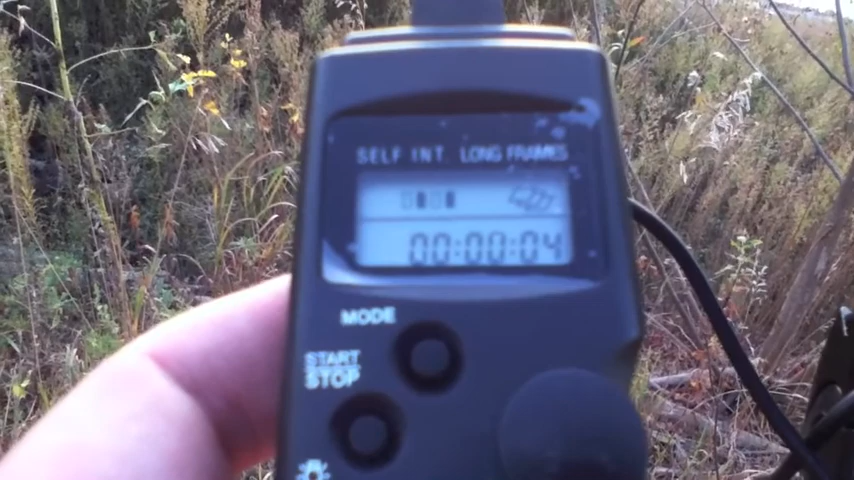 SELF INT. LONG FRAMES
00:00:04
MODE
START
STOP